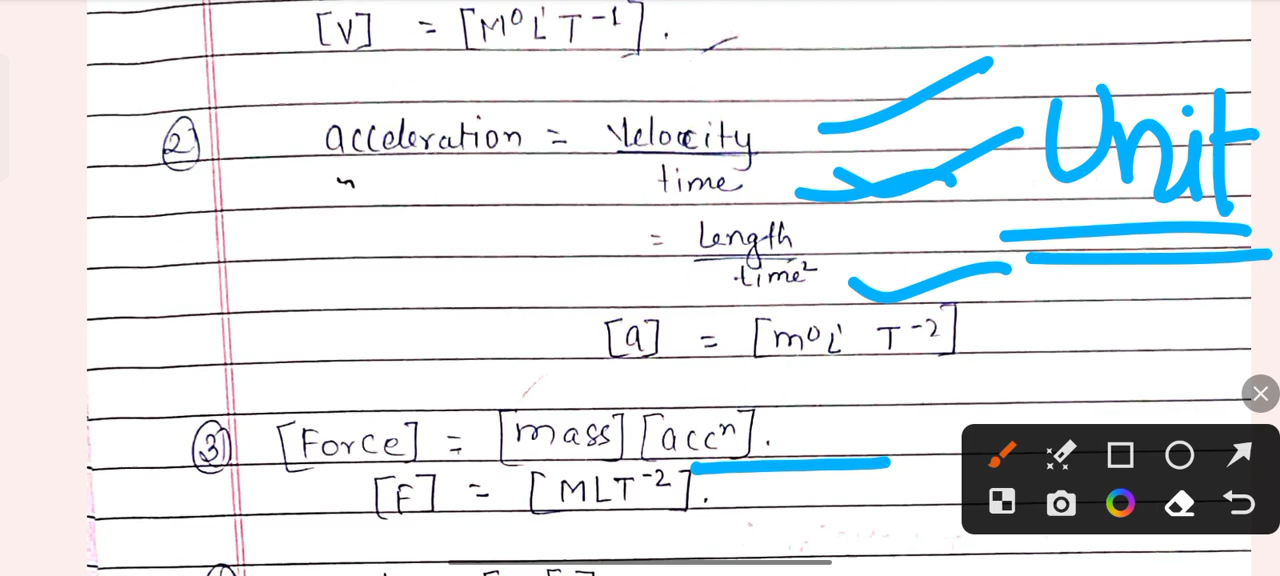 [V] = [M⁰L¹T⁻¹].
② acceleration = Velocity / time
Unit
= Length / time²
[a] = [m⁰L¹ T⁻²]
③ [Force] = [mass] [accⁿ].
[F] = [MLT⁻²].